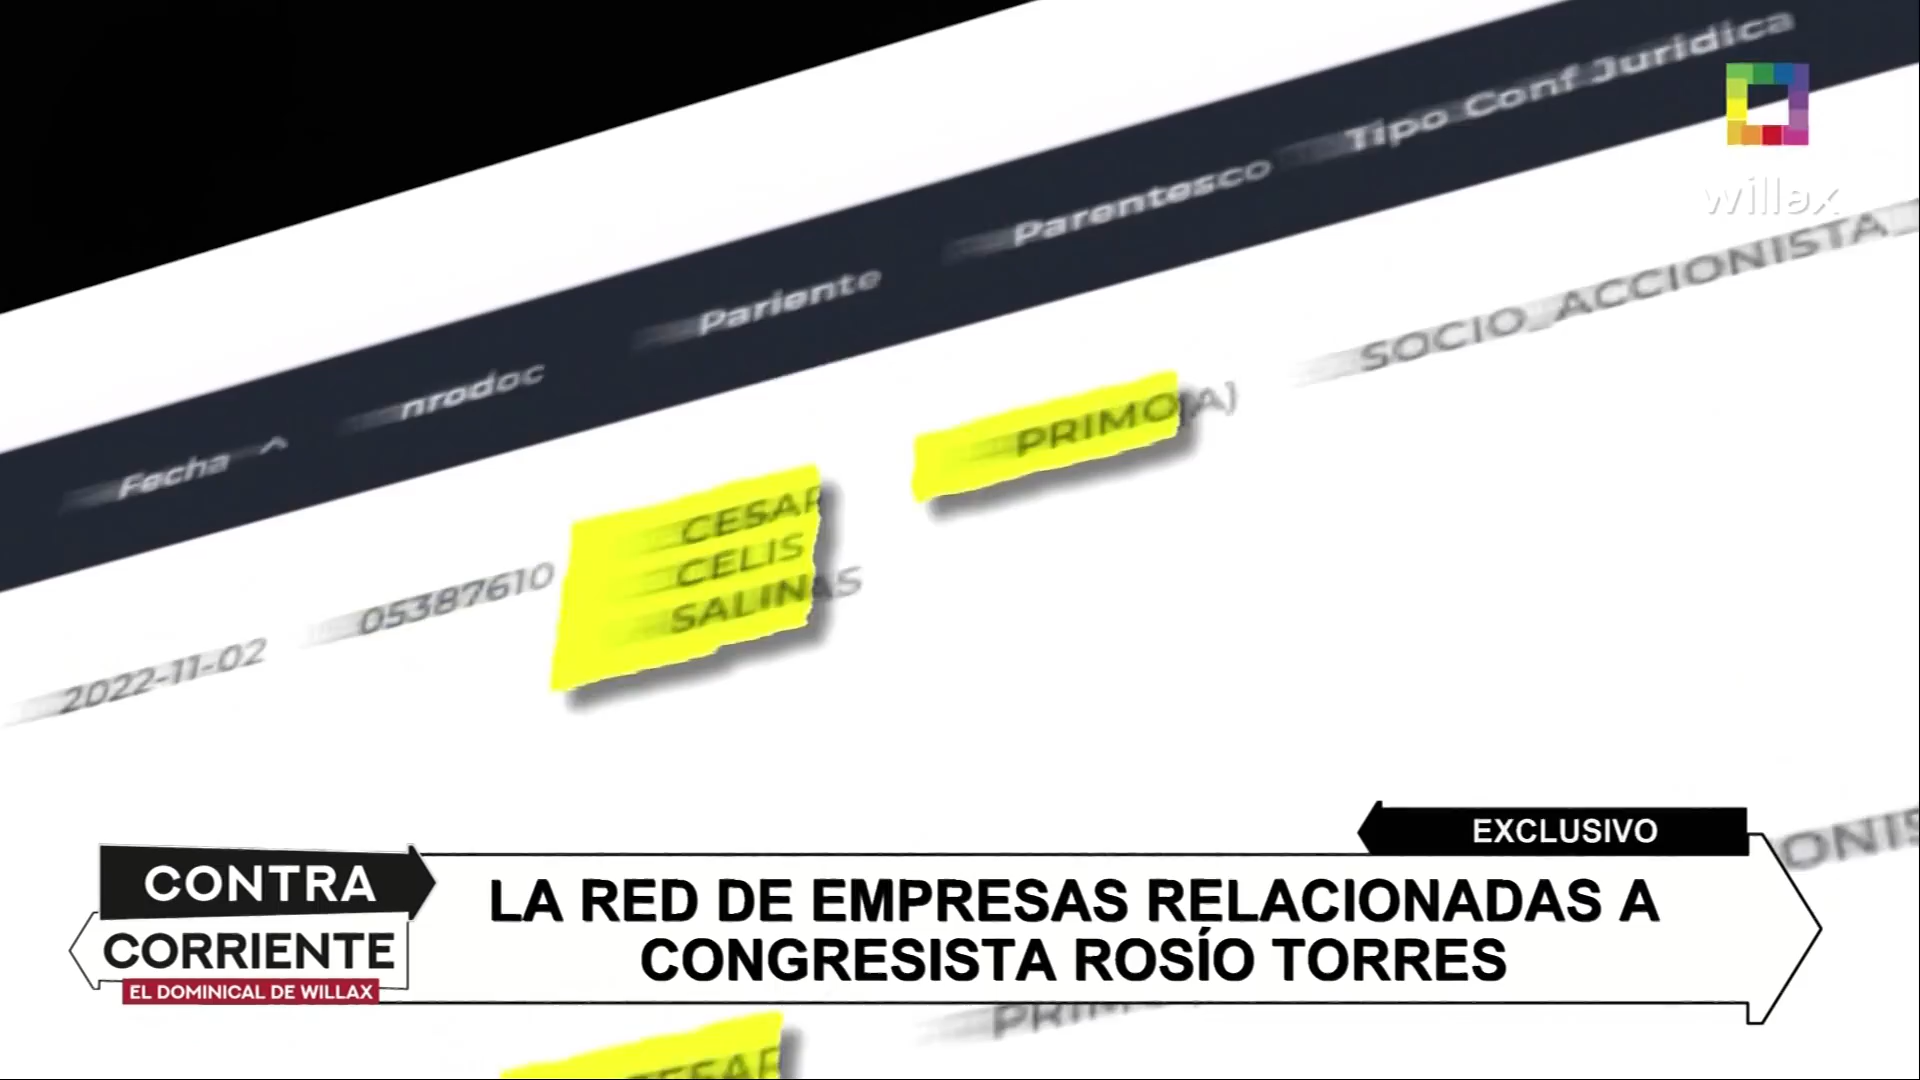 Fecha ^ nrodoc Pariente Parentesco Tipo Conf Juridica
willax
2022-11-02 05387610 CESAR PRIMO(A) SOCIO_ACCIONISTA_
CELIS
SALINAS
EXCLUSIVO
CONTRA
CORRIENTE
EL DOMINICAL DE WILLAX
LA RED DE EMPRESAS RELACIONADAS A
CONGRESISTA ROSÍO TORRES